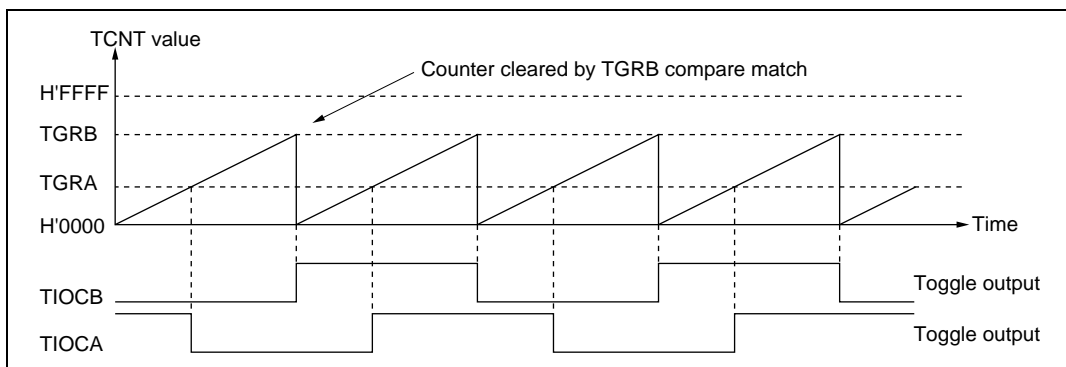 TCNT value
Counter cleared by TGRB compare match
H'FFFF
TGRB
TGRA
H'0000
Time
TIOCB
Toggle output
TIOCA
Toggle output